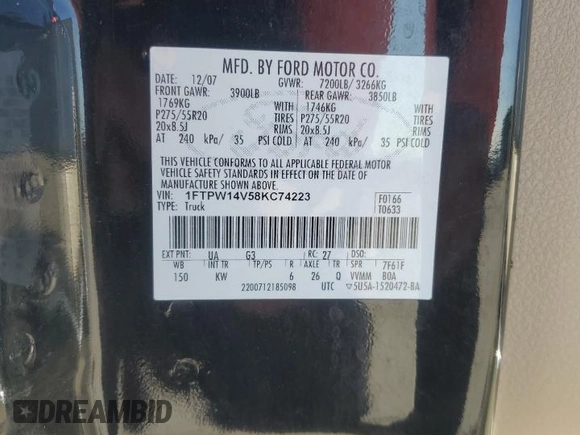 MFD. BY FORD MOTOR CO.
DATE: 12/07 GVWR: 7200LB/ 3266KG
FRONT GAWR: 3900LB REAR GAWR: 3850LB
1769KG WITH 1746KG WITH
P275/55R20 TIRES P275/55R20 TIRES
20x8.5J RIMS 20x8.5J RIMS
AT 240 kPa/ 35 PSI COLD AT 240 kPa/ 35 PSI COLD
THIS VEHICLE CONFORMS TO ALL APPLICABLE FEDERAL MOTOR
VEHICLE SAFETY STANDARDS IN EFFECT ON THE DATE OF
MANUFACTURE SHOWN ABOVE.
VIN: 1FTPW14V58KC74223 F0166
TYPE: Truck T0633
EXT PNT: UA G3 RC: 27 DSO:
WB INT TR TP/PS R AXLE TR SPR 7F61F
150 KW 6 26 Q VVMM BOA
2200712185098 UTC ▽5U5A-1520472-BA
DREAMBID